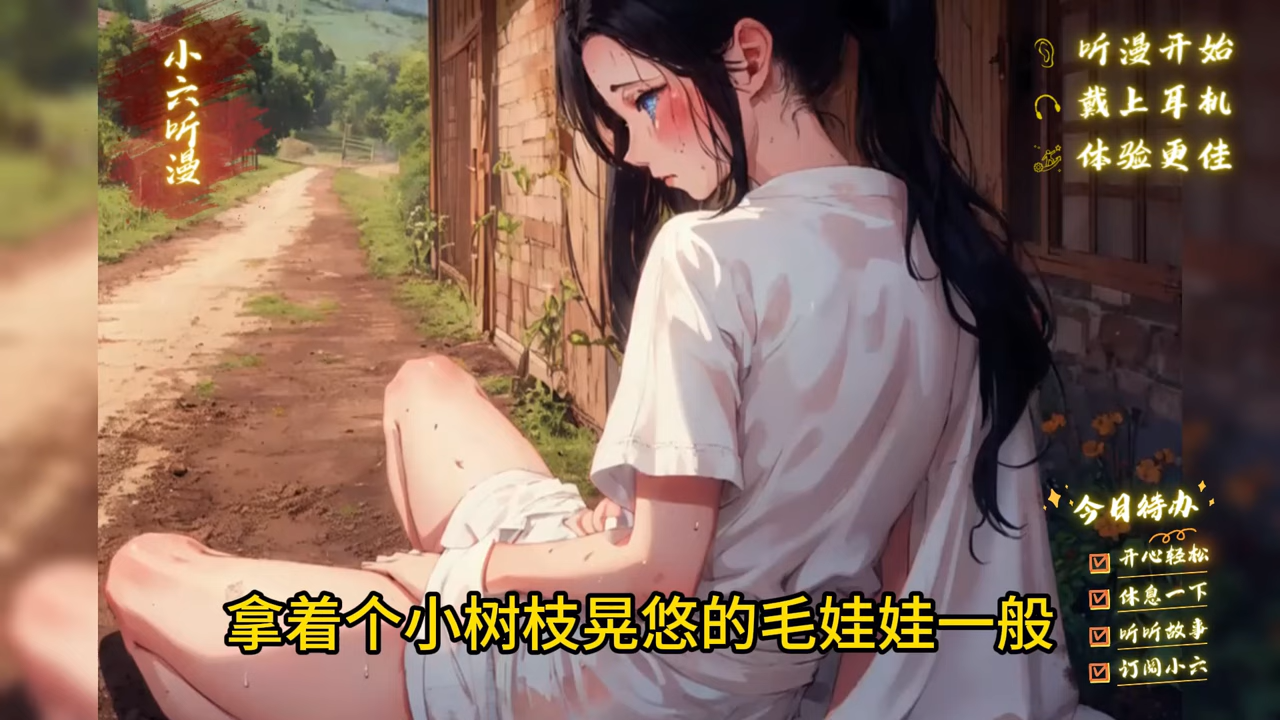 小六听漫
听漫开始
戴上耳机
体验更佳
今日待办
开心轻松
休息一下
听听故事
订阅小六
拿着个小树枝晃悠的毛娃娃一般